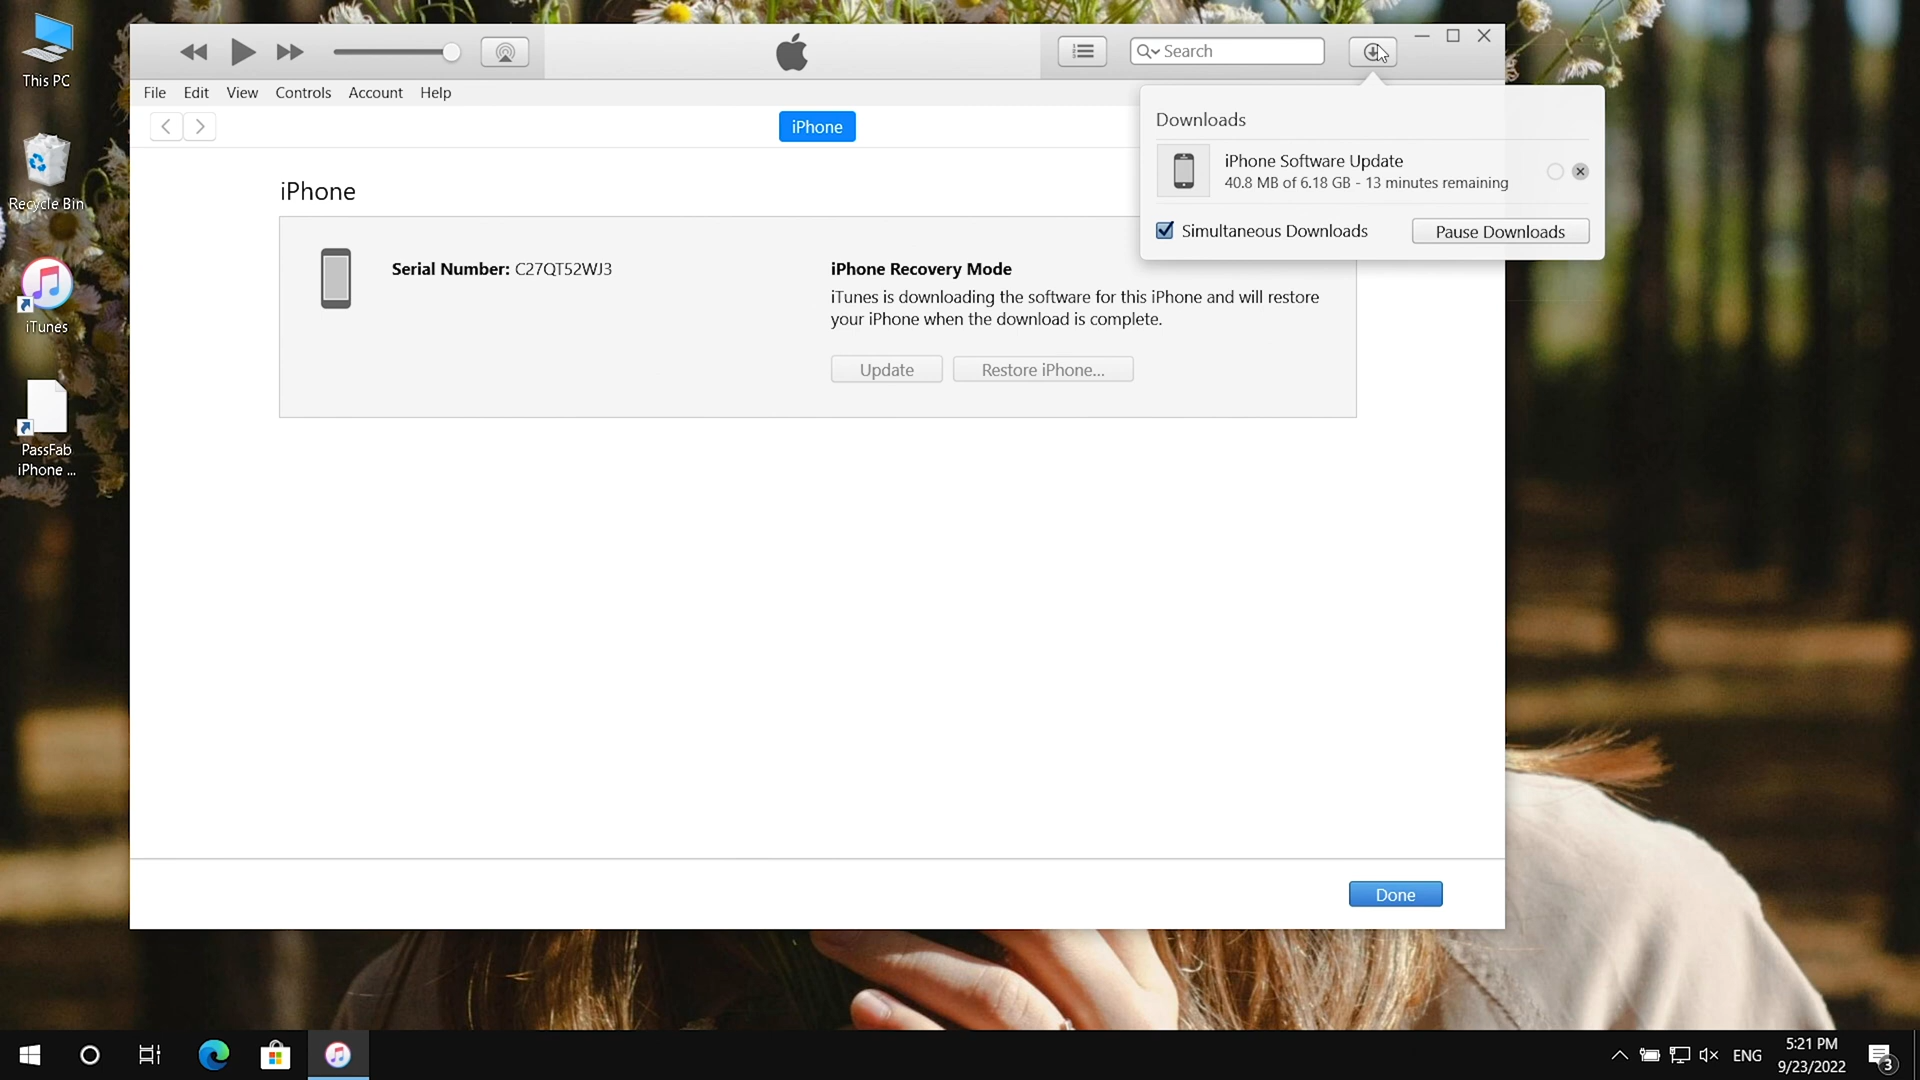 This PC
Recycle Bin
iTunes
PassFab
iPhone ...
Search
File Edit View Controls Account Help
iPhone
Downloads
iPhone Software Update
40.8 MB of 6.18 GB - 13 minutes remaining
Simultaneous Downloads
Pause Downloads
iPhone
Serial Number: C27QT52WJ3
iPhone Recovery Mode
iTunes is downloading the software for this iPhone and will restore
your iPhone when the download is complete.
Update
Restore iPhone...
Done
ENG
5:21 PM
9/23/2022
3